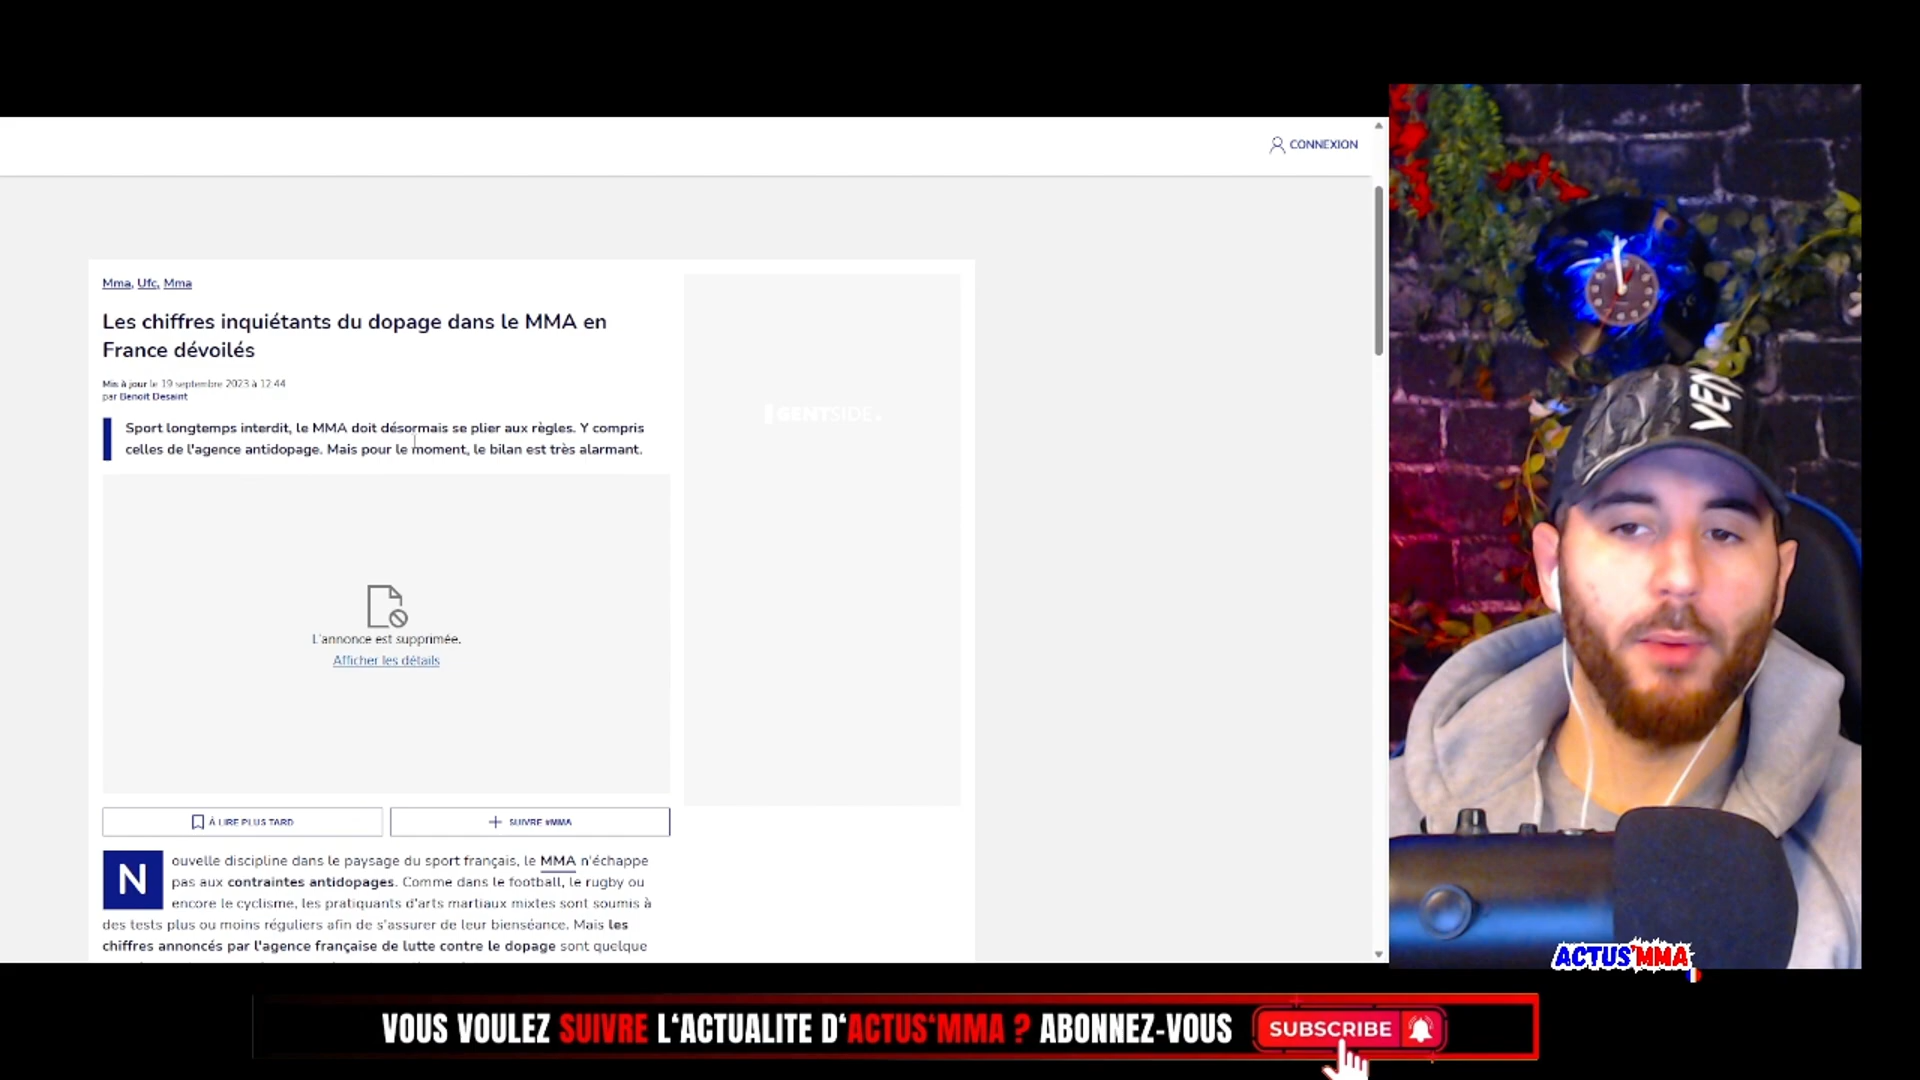 CONNEXION
Mma, Ufc, Mma
Les chiffres inquiétants du dopage dans le MMA en
France dévoilés
Mis à jour le 19 septembre 2023 à 12:44
par Benoit Desaint
Sport longtemps interdit, le MMA doit désormais se plier aux règles. Y compris
celles de l'agence antidopage. Mais pour le moment, le bilan est très alarmant.
GENTSIDE
L'annonce est supprimée.
Afficher les détails
À LIRE PLUS TARD
SUIVRE #MMA
Nouvelle discipline dans le paysage du sport français, le MMA n'échappe
pas aux contraintes antidopages. Comme dans le football, le rugby ou
encore le cyclisme, les pratiquants d'arts martiaux mixtes sont soumis à
des tests plus ou moins réguliers afin de s'assurer de leur bienséance. Mais les
chiffres annoncés par l'agence française de lutte contre le dopage sont quelque
VEN
ACTUS'MMA
VOUS VOULEZ SUIVRE L'ACTUALITE D'ACTUS'MMA ? ABONNEZ-VOUS
SUBSCRIBE